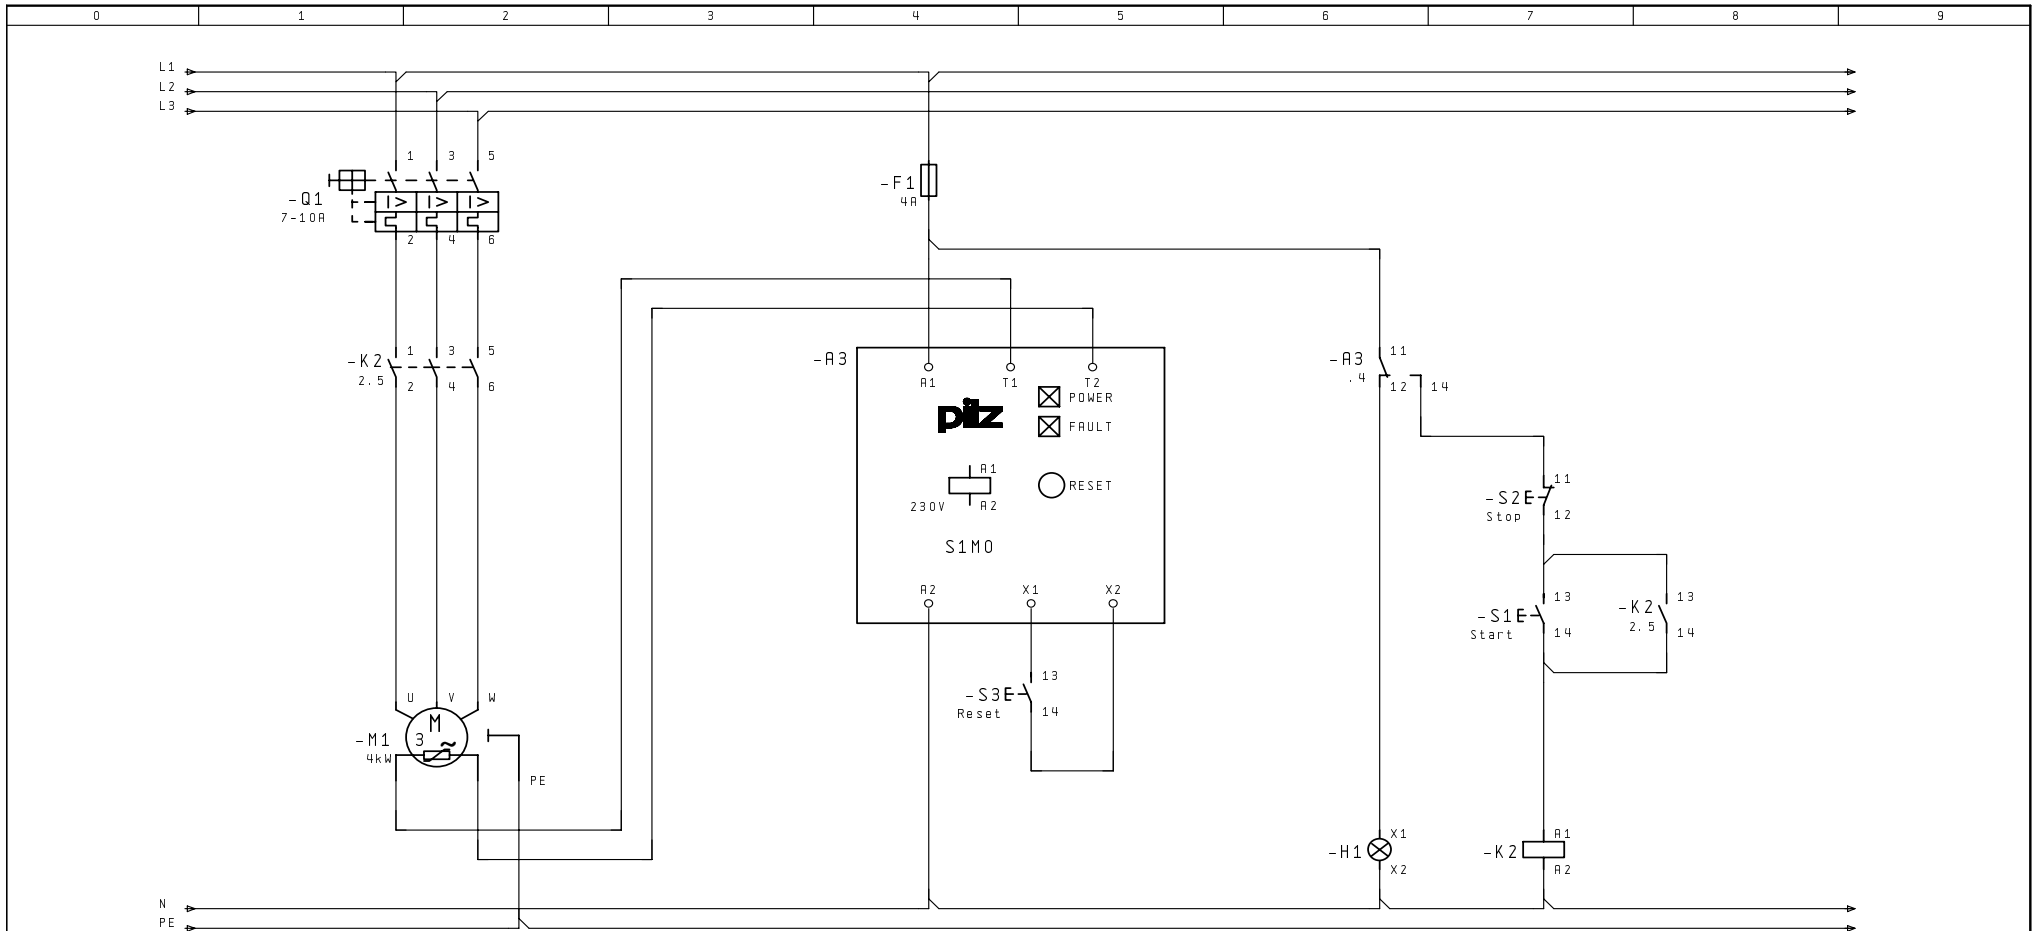 0 1 2 3 4 5 6 7 8 9
L1
L2
L3
1 3 5
-Q1
7-10A
2 4 6
-F1
4A
-K2
2.5
1 3 5
2 4 6
-A3
A1 T1 T2
pilz
POWER
FAULT
A1
RESET
230V
A2
S1MO
A2 X1 X2
-A3
.4
11
12 14
-S2
Stop
11
12
-S1
Start
13
14
-K2
2.5
13
14
-S3
Reset
13
14
U V W
M
3 ~
-M1
4kW
PE
-H1
X1
X2
-K2
A1
A2
N
PE